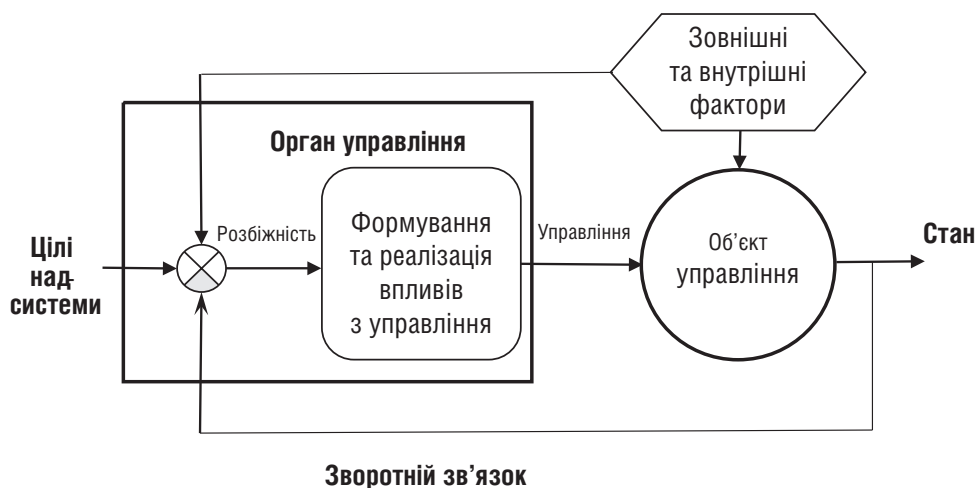 Зовнішні
та внутрішні
фактори
Орган управління
Цілі
над-
системи
Розбіжність
Формування
та реалізація
впливів
з управління
Управління
Об’єкт
управління
Стан
Зворотній зв’язок